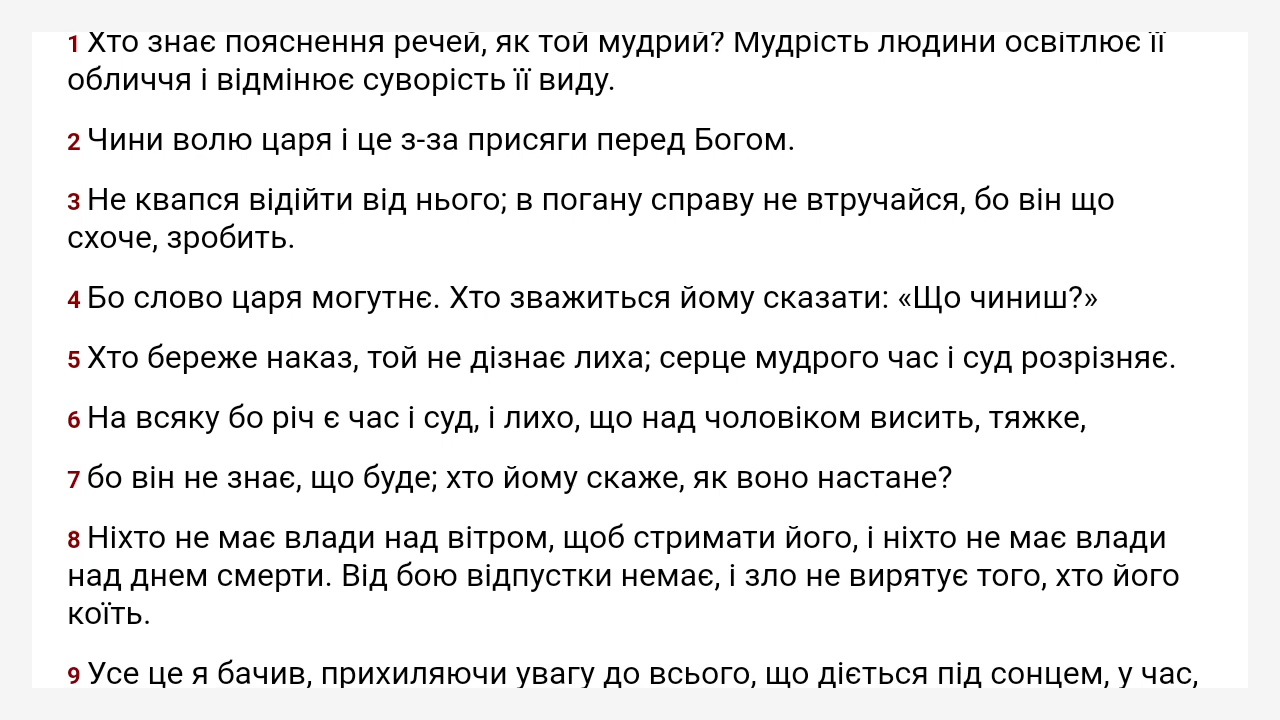 1 Хто знає пояснення речей, як той мудрий? Мудрість людини освітлює її
обличчя і відмінює суворість її виду.
2 Чини волю царя і це з-за присяги перед Богом.
3 Не квапся відійти від нього; в погану справу не втручайся, бо він що
схоче, зробить.
4 Бо слово царя могутнє. Хто зважиться йому сказати: «Що чиниш?»
5 Хто береже наказ, той не дізнає лиха; серце мудрого час і суд розрізняє.
6 На всяку бо річ є час і суд, і лихо, що над чоловіком висить, тяжке,
7 бо він не знає, що буде; хто йому скаже, як воно настане?
8 Ніхто не має влади над вітром, щоб стримати його, і ніхто не має влади
над днем смерти. Від бою відпустки немає, і зло не вирятує того, хто його
коїть.
9 Усе це я бачив, прихиляючи увагу до всього, що діється під сонцем, у час,